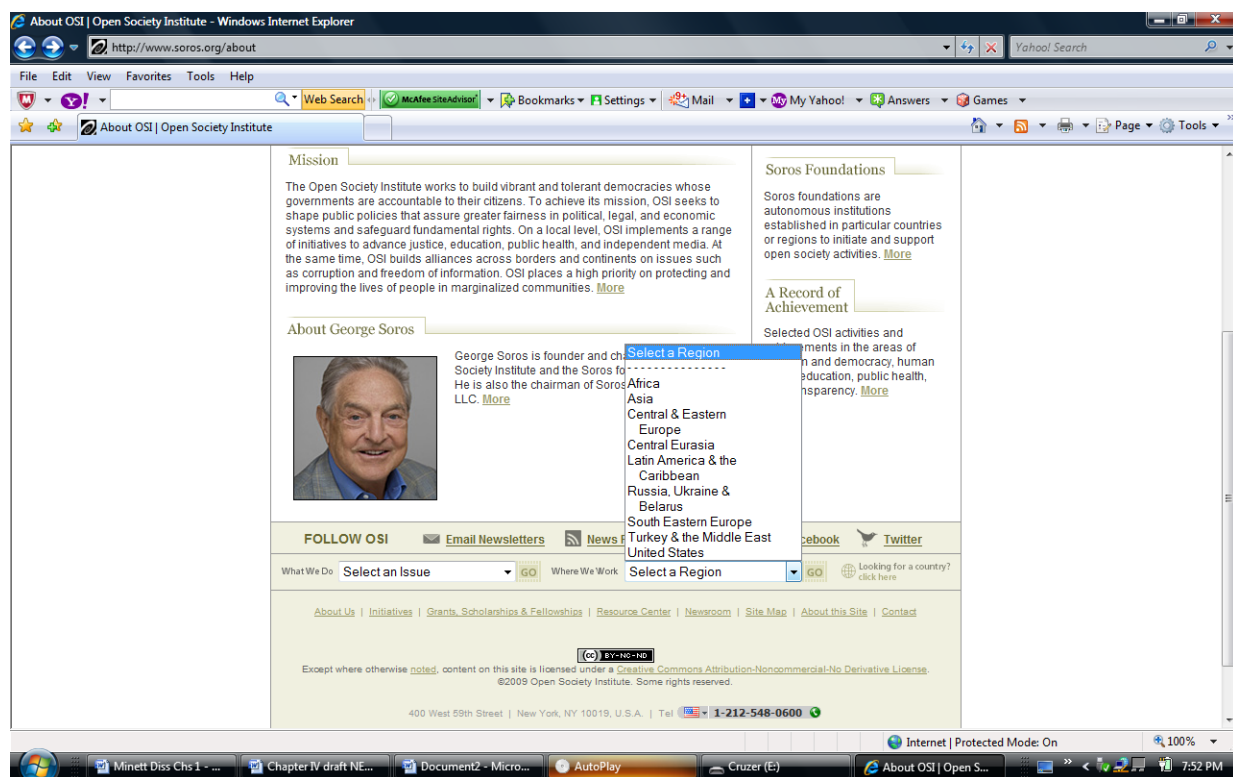 About OSI | Open Society Institute - Windows Internet Explorer
http://www.soros.org/about
Yahoo! Search
File Edit View Favorites Tools Help
Y! Web Search McAfee SiteAdvisor Bookmarks Settings Mail My My Yahoo! Answers Games
About OSI | Open Society Institute
Page Tools
Mission
The Open Society Institute works to build vibrant and tolerant democracies whose
governments are accountable to their citizens. To achieve its mission, OSI seeks to
shape public policies that assure greater fairness in political, legal, and economic
systems and safeguard fundamental rights. On a local level, OSI implements a range
of initiatives to advance justice, education, public health, and independent media. At
the same time, OSI builds alliances across borders and continents on issues such
as corruption and freedom of information. OSI places a high priority on protecting and
improving the lives of people in marginalized communities. More
About George Soros
George Soros is founder and ch
Society Institute and the Soros fo
He is also the chairman of Soros
LLC. More
Soros Foundations
Soros foundations are
autonomous institutions
established in particular countries
or regions to initiate and support
open society activities. More
A Record of
Achievement
Selected OSI activities and
ements in the areas of
and democracy, human
education, public health,
nsparency. More
Select a Region
- - - - - - - - - - - - - - -
Africa
Asia
Central & Eastern
Europe
Central Eurasia
Latin America & the
Caribbean
Russia, Ukraine &
Belarus
South Eastern Europe
Turkey & the Middle East
United States
FOLLOW OSI Email Newsletters News F cebook Twitter
What We Do Select an Issue GO Where We Work Select a Region GO Looking for a country?
click here
About Us | Initiatives | Grants, Scholarships & Fellowships | Resource Center | Newsroom | Site Map | About this Site | Contact
(cc) BY-NC-ND
Except where otherwise noted, content on this site is licensed under a Creative Commons Attribution-Noncommercial-No Derivative License.
©2009 Open Society Institute. Some rights reserved.
400 West 59th Street | New York, NY 10019, U.S.A. | Tel 1-212-548-0600
Internet | Protected Mode: On 100%
Minett Diss Chs 1 - ... Chapter IV draft NE... Document2 - Micro... AutoPlay Cruzer (E:) About OSI | Open S... 7:52 PM